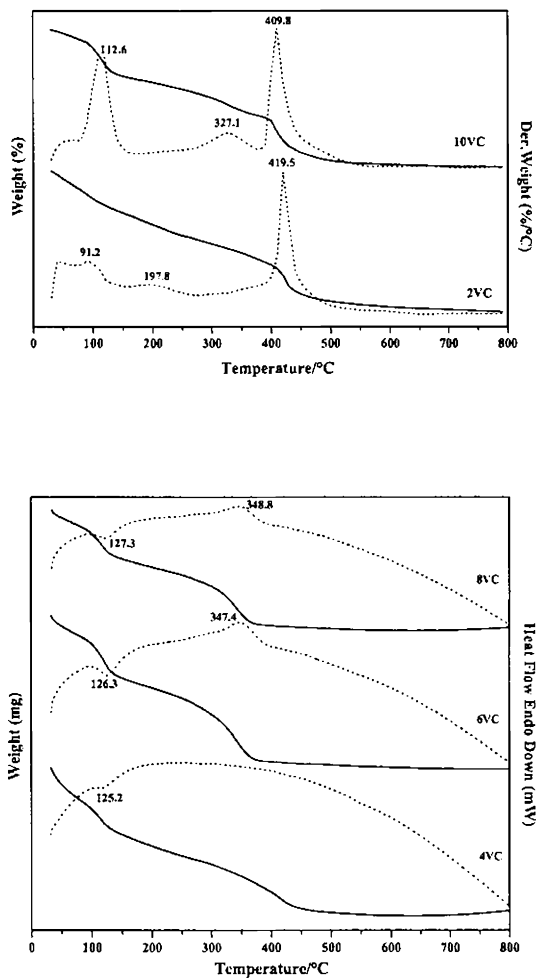 409.8
112.6
327.1
10VC
419.5
91.2
197.8
2VC
Weight (%)
Der.Weight (%/°C)
0 100 200 300 400 500 600 700 800
Temperature/°C
348.8
127.3
8VC
347.4
126.3
6VC
125.2
4VC
Weight (mg)
Heat Flow Endo Down (mW)
0 100 200 300 400 500 600 700 800
Temperature/°C